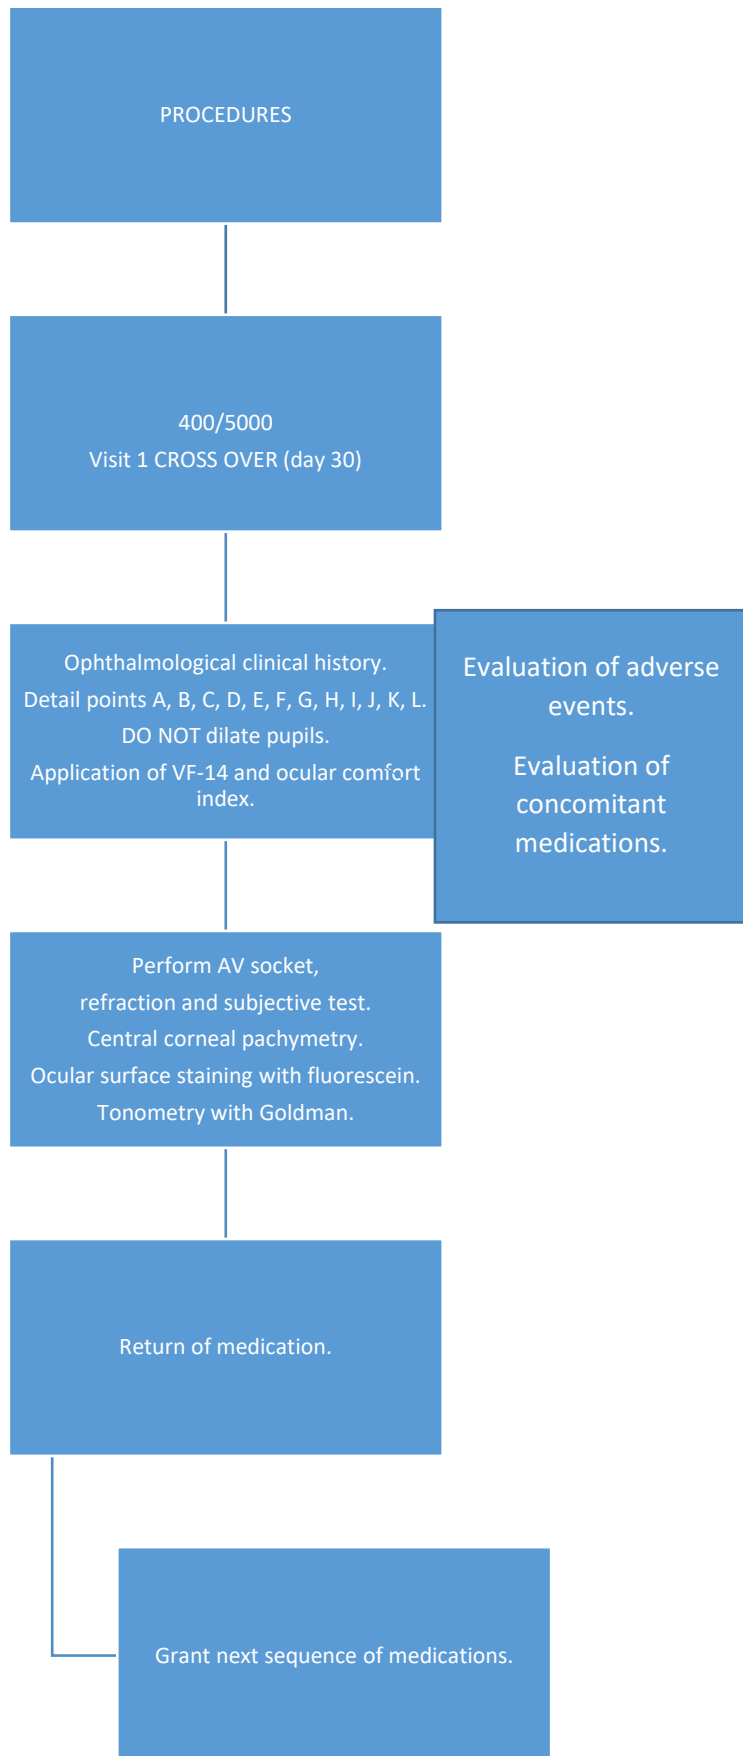 PROCEDURES
400/5000
Visit 1 CROSS OVER (day 30)
Ophthalmological clinical history.
Detail points A, B, C, D, E, F, G, H, I, J, K, L.
DO NOT dilate pupils.
Application of VF-14 and ocular comfort
index.
Evaluation of adverse
events.
Evaluation of
concomitant
medications.
Perform AV socket,
refraction and subjective test.
Central corneal pachymetry.
Ocular surface staining with fluorescein.
Tonometry with Goldman.
Return of medication.
Grant next sequence of medications.